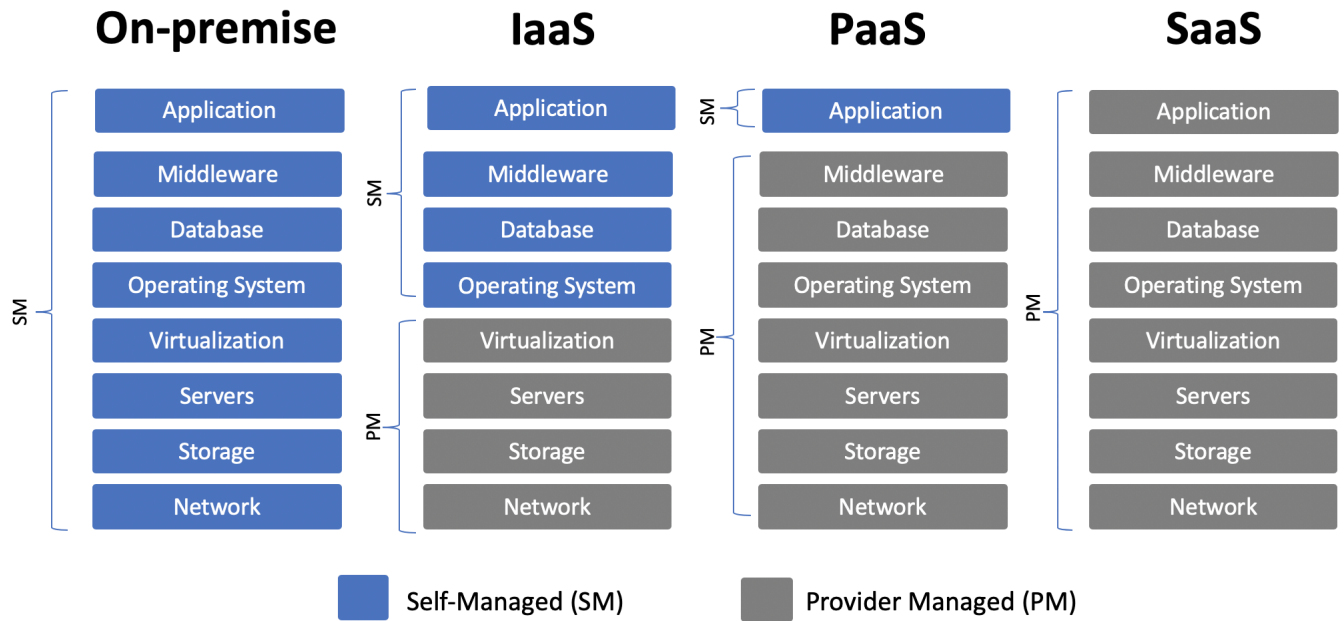 On-premise IaaS PaaS SaaS
SM Application SM Application SM Application PM Application
Middleware Middleware PM Middleware Middleware
Database Database Database Database
Operating System Operating System Operating System Operating System
Virtualization PM Virtualization Virtualization Virtualization
Servers Servers Servers Servers
Storage Storage Storage Storage
Network Network Network Network
Self-Managed (SM) Provider Managed (PM)